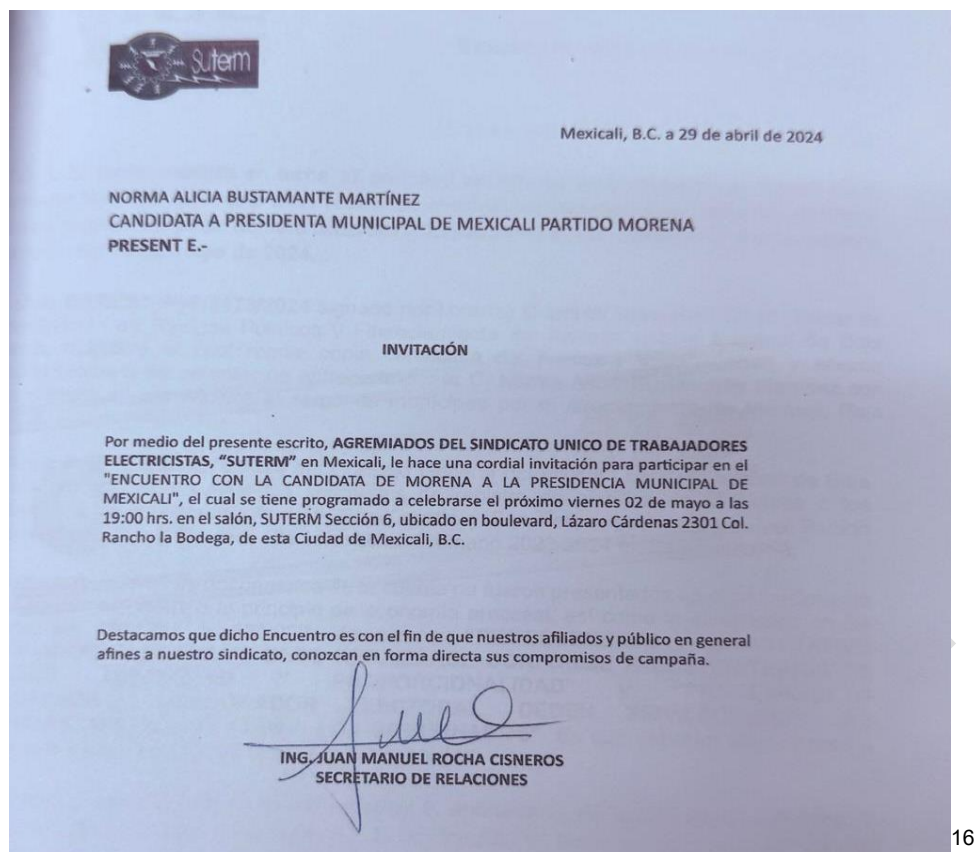 Suterm
Mexicali, B.C. a 29 de abril de 2024
NORMA ALICIA BUSTAMANTE MARTÍNEZ
CANDIDATA A PRESIDENTA MUNICIPAL DE MEXICALI PARTIDO MORENA
PRESENT E.-
INVITACIÓN
Por medio del presente escrito, AGREMIADOS DEL SINDICATO UNICO DE TRABAJADORES
ELECTRICISTAS, “SUTERM” en Mexicali, le hace una cordial invitación para participar en el
"ENCUENTRO CON LA CANDIDATA DE MORENA A LA PRESIDENCIA MUNICIPAL DE
MEXICALI", el cual se tiene programado a celebrarse el próximo viernes 02 de mayo a las
19:00 hrs. en el salón, SUTERM Sección 6, ubicado en boulevard, Lázaro Cárdenas 2301 Col.
Rancho la Bodega, de esta Ciudad de Mexicali, B.C.
Destacamos que dicho Encuentro es con el fin de que nuestros afiliados y público en general
afines a nuestro sindicato, conozcan en forma directa sus compromisos de campaña.
ING. JUAN MANUEL ROCHA CISNEROS
SECRETARIO DE RELACIONES
16